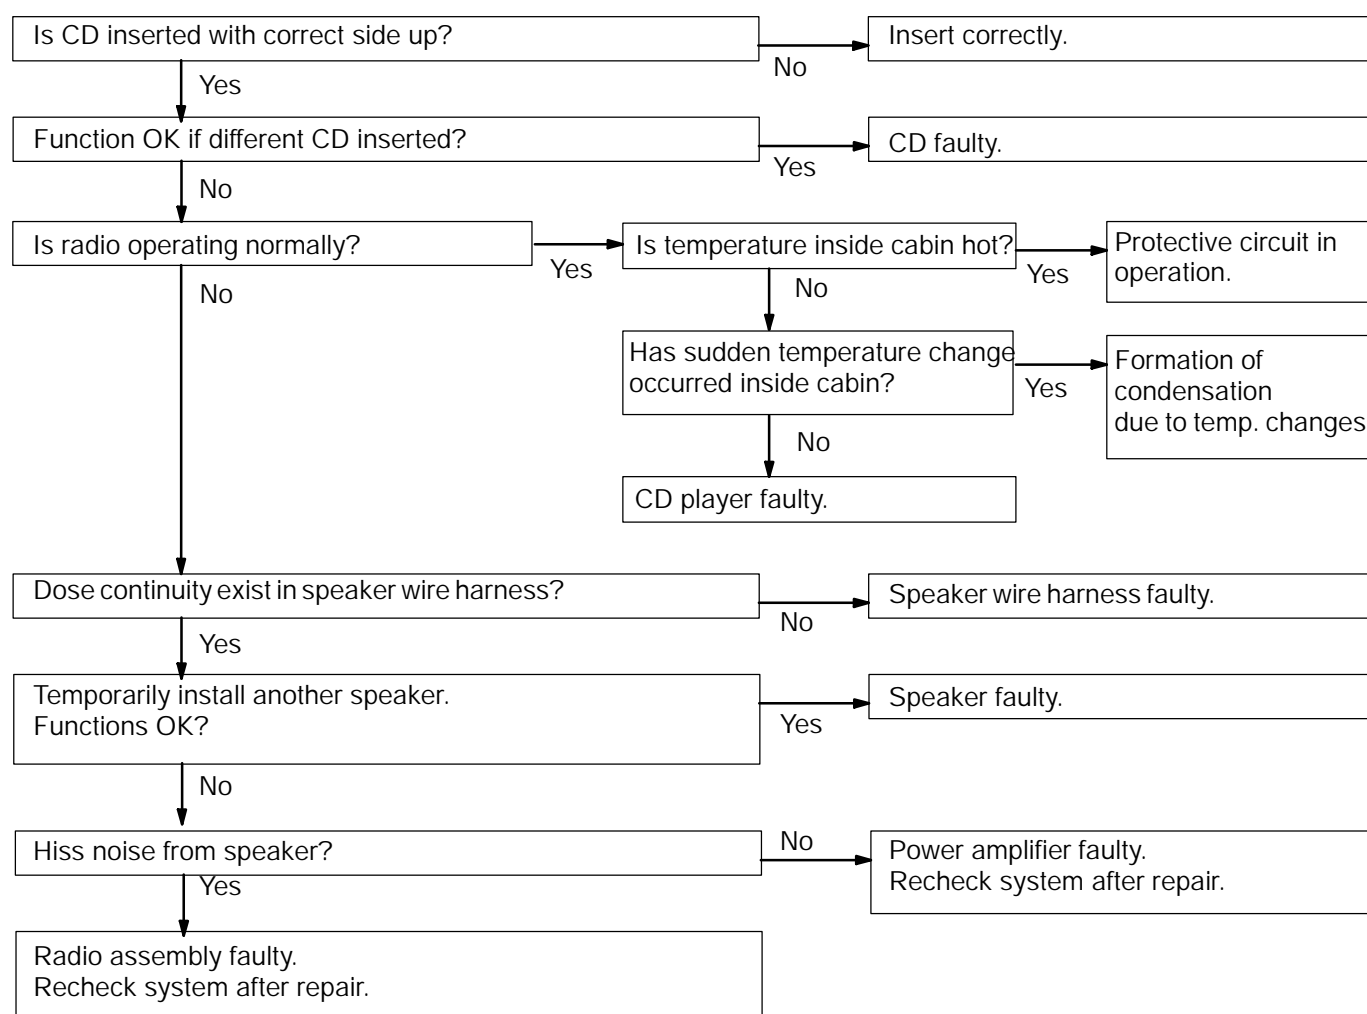 Is CD inserted with correct side up?
No
Insert correctly.
Yes
Function OK if different CD inserted?
Yes
CD faulty.
No
Is radio operating normally?
Yes
Is temperature inside cabin hot?
Yes
Protective circuit in
operation.
No
No
Has sudden temperature change
occurred inside cabin?
Yes
Formation of
condensation
due to temp. changes
No
CD player faulty.
Dose continuity exist in speaker wire harness?
No
Speaker wire harness faulty.
Yes
Temporarily install another speaker.
Functions OK?
Yes
Speaker faulty.
No
Hiss noise from speaker?
No
Power amplifier faulty.
Recheck system after repair.
Yes
Radio assembly faulty.
Recheck system after repair.